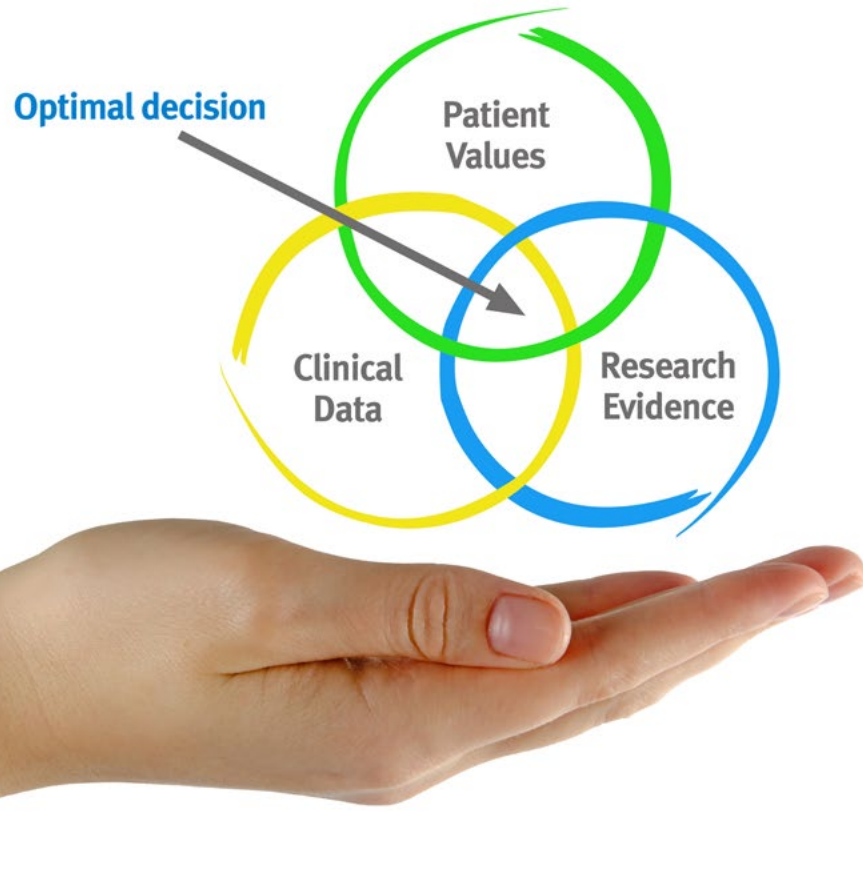 Optimal decision
Patient
Values
Clinical
Data
Research
Evidence